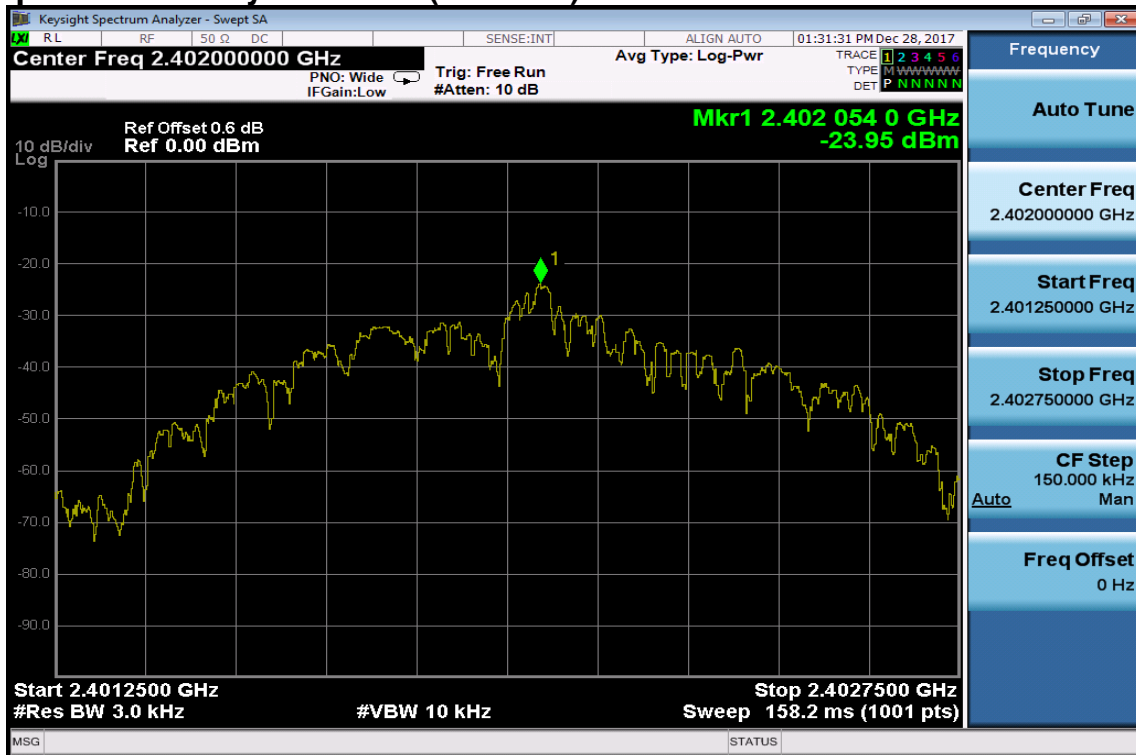 Keysight Spectrum Analyzer - Swept SA
LXI RL RF 50 Ω DC SENSE:INT ALIGN AUTO 01:31:31 PM Dec 28, 2017
Center Freq 2.402000000 GHz
PNO: Wide
IFGain:Low
Trig: Free Run
#Atten: 10 dB
Avg Type: Log-Pwr
TRACE 1 2 3 4 5 6
TYPE M WWWWW
DET P N N N N N
Ref Offset 0.6 dB
Ref 0.00 dBm
10 dB/div
Log
Mkr1 2.402 054 0 GHz
-23.95 dBm
1
-10.0
-20.0
-30.0
-40.0
-50.0
-60.0
-70.0
-80.0
-90.0
Start 2.4012500 GHz
Stop 2.4027500 GHz
#Res BW 3.0 kHz
#VBW 10 kHz
Sweep 158.2 ms (1001 pts)
MSG
STATUS
Frequency
Auto Tune
Center Freq
2.402000000 GHz
Start Freq
2.401250000 GHz
Stop Freq
2.402750000 GHz
CF Step
150.000 kHz
Auto Man
Freq Offset
0 Hz